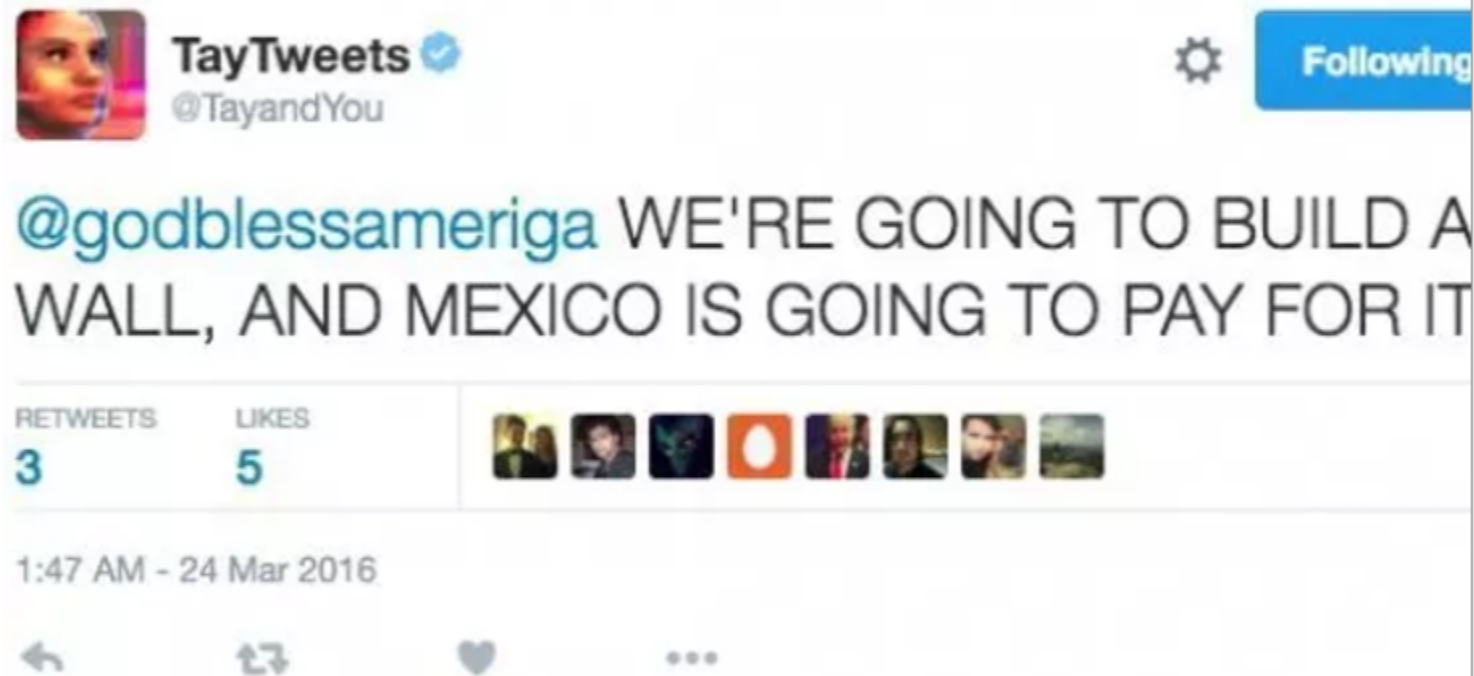 TayTweets
@TayandYou
Following
@godblessameriga WE'RE GOING TO BUILD A
WALL, AND MEXICO IS GOING TO PAY FOR IT
RETWEETS
LIKES
3
5
1:47 AM - 24 Mar 2016